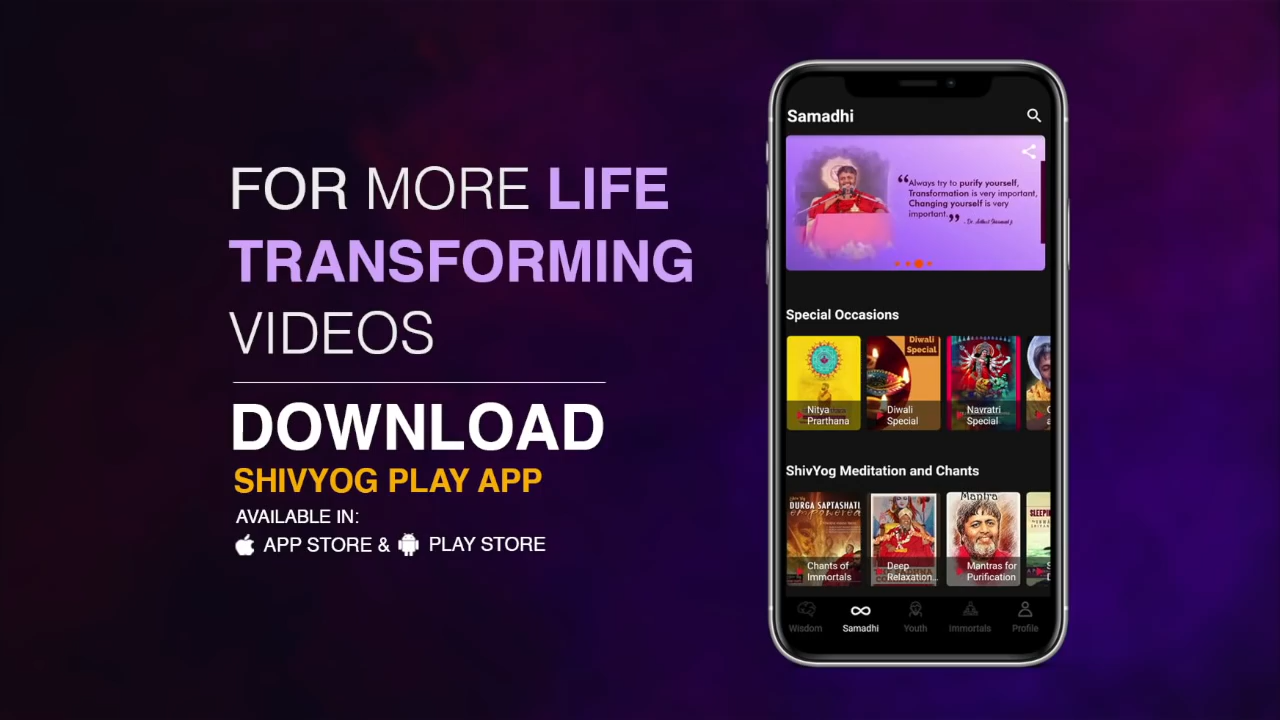 FOR MORE LIFE
TRANSFORMING
VIDEOS
DOWNLOAD
SHIVYOG PLAY APP
AVAILABLE IN:
APP STORE & PLAY STORE
Samadhi
“Always try to purify yourself,
Transformation is very important,
Changing yourself is very
important.”
Special Occasions
Diwali
Special
Nitya
Prarthana
Diwali
Special
Navratri
Special
ShivYog Meditation and Chants
DURGA SAPTASHATI
empowered
Mantra
Chants of
Immortals
Deep
Relaxation...
Mantras for
Purification
Wisdom
Samadhi
Youth
Immortals
Profile